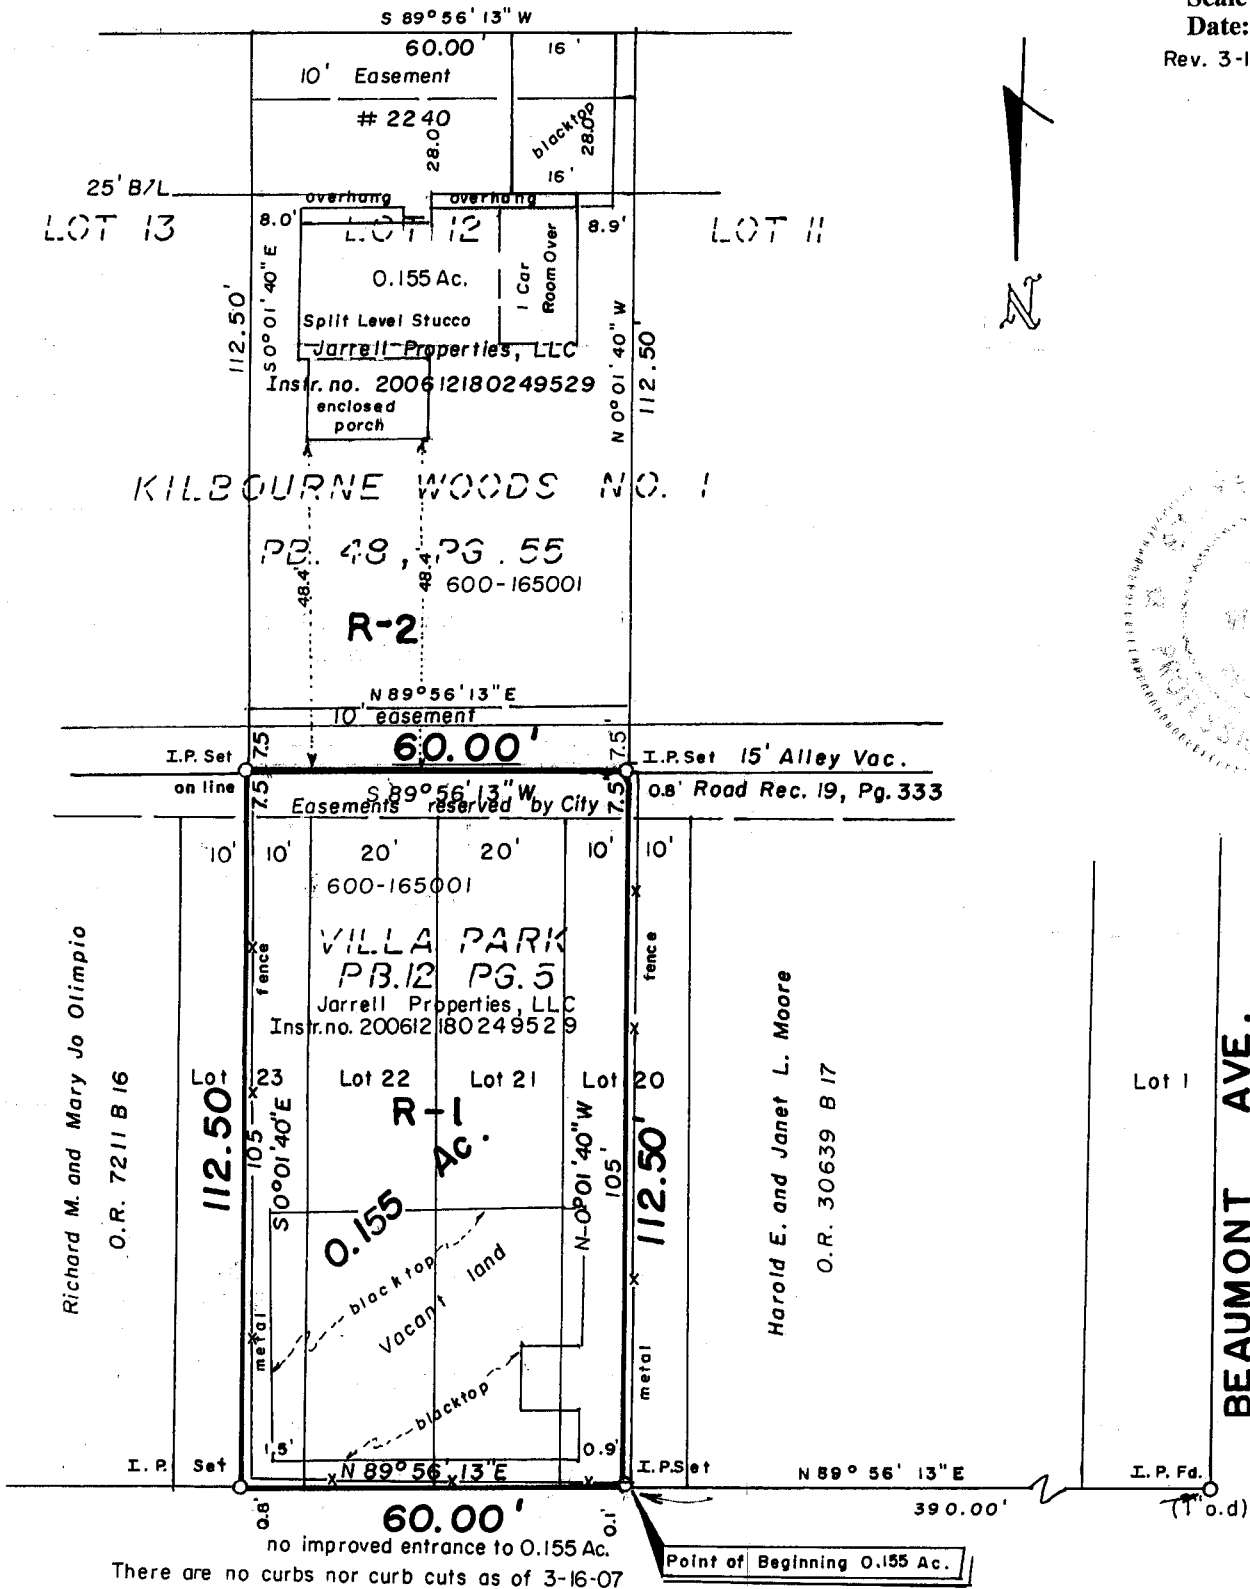 Scale
Date:
Rev. 3-1
S 89° 56' 13" W
60.00'
16'
10' Easement
# 2240
28.0
blacktop
28.0'
16'
25' B/L
overhang
overhang
LOT 13
8.0'
LOT 12
8.9'
LOT 11
0.155 Ac.
1 Car
Room Over
112.50'
S 0° 01' 40" E
Split Level Stucco
Jarrell Properties, LLC
Instr. no. 200612180249529
N 0° 01' 40" W
112.50'
enclosed
porch
KILBOURNE WOODS NO. 1
PB. 48, PG. 55
48.4'
48.4'
600-165001
R-2
N 89° 56' 13" E
10' easement
60.00'
7.5'
7.5'
I.P. Set
I.P. Set
15' Alley Vac.
on line
7.5'
S 89° 56' 13" W
7.5'
0.8' Road Rec. 19, Pg. 333
Easements reserved by City
10'
10'
20'
20'
10'
10'
600-165001
VILLA PARK
PB. 12 PG. 5
Jarrell Properties, LLC
Instr. no. 200612180249529
fence
fence
Richard M. and Mary Jo Olimpio
O.R. 7211 B 16
Harold E. and Janet L. Moore
O.R. 30639 B 17
Lot 23
Lot 22
Lot 21
Lot 20
Lot 1
R-1
0.155 Ac.
112.50'
105
S 0° 01' 40" E
N-0° 01' 40" W
105'
112.50'
BEAUMONT AVE.
blacktop
Vacant land
metal
blacktop
metal
1.5'
0.9'
I. P. Set
N 89° 56' 13" E
I.P. Set
N 89° 56' 13" E
I. P. Fd.
0.8'
60.00'
0.1'
390.00'
no improved entrance to 0.155 Ac.
Point of Beginning 0.155 Ac.
There are no curbs nor curb cuts as of 3-16-07
N